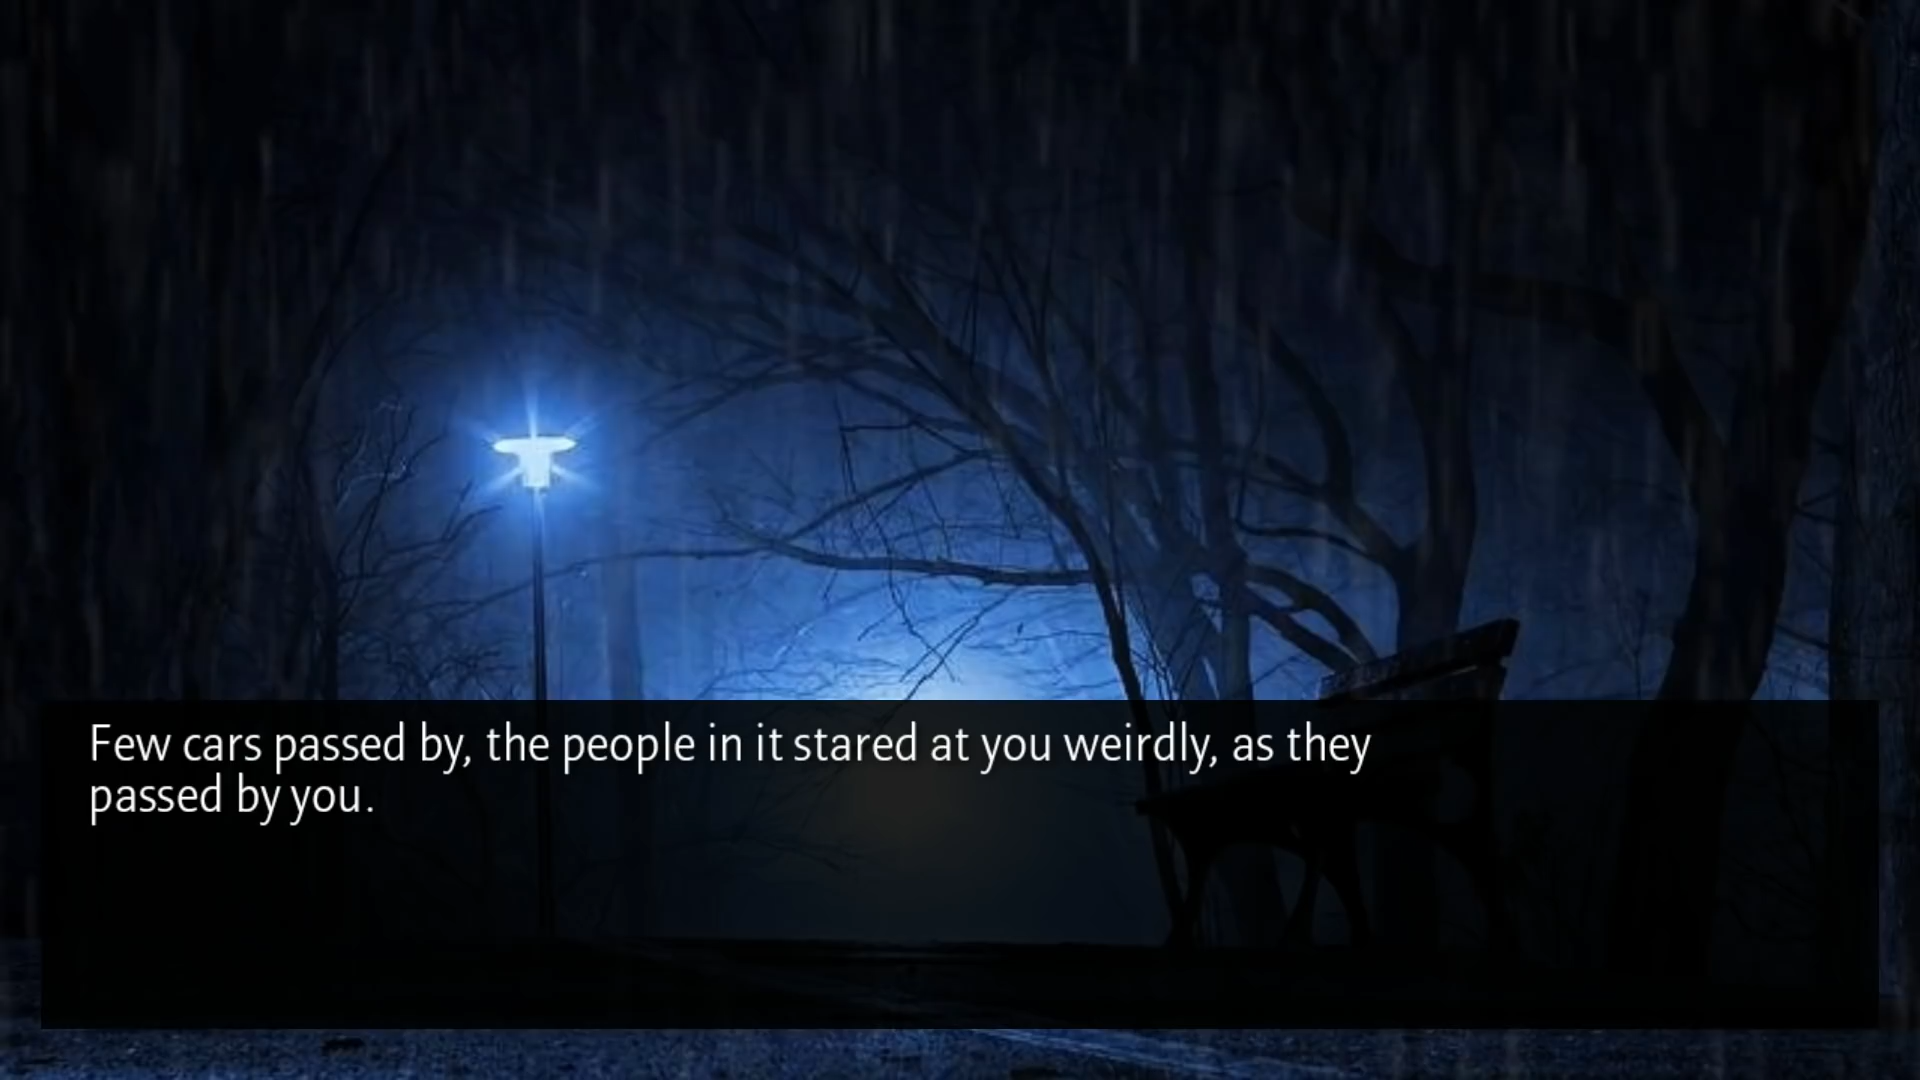 Few cars passed by, the people in it stared at you weirdly, as they
passed by you.